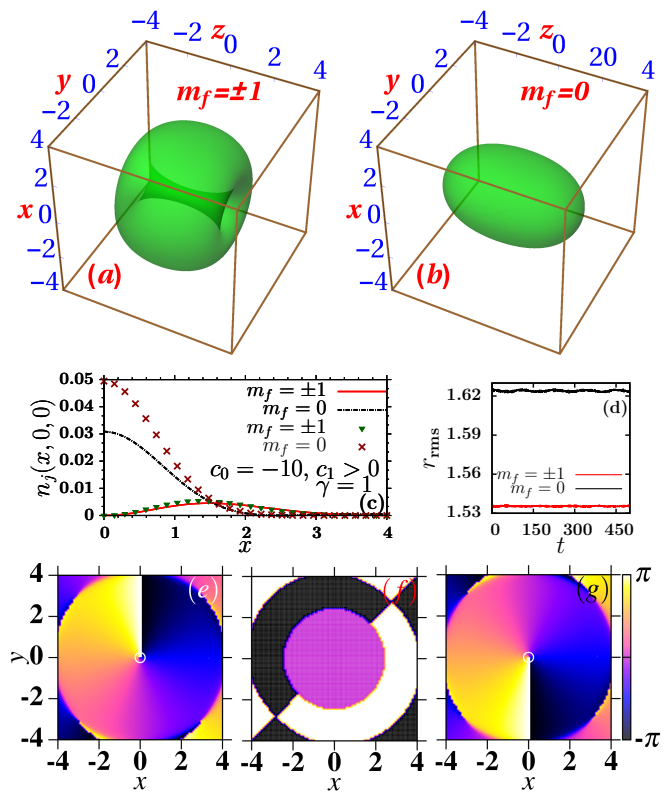 -4 -2 z 0 2 4
y 0 2 -2
m_f=±1
4
2
x 0
-2
-4
(a)
-4 -2 z 0 20 4
y 0 2 -2
m_f=0
4
2
x 0
-2
-4
(b)
n_j(x, 0, 0)
0.05
0.04
0.03
0.02
0.01
0
m_f = ±1
m_f = 0
m_f = ±1
m_f = 0
c_0 = −10, c_1 > 0
γ = 1
(c)
0 1 2 3 4
x
r_rms
1.62
1.59
1.56
1.53
(d)
m_f = ±1
m_f = 0
0 150 300 450
t
y
4
2
0
-2
-4
(e)
-4 -2 0 2 4
x
(f)
-4 -2 0 2 4
x
(g)
-4 -2 0 2 4
x
π
-π